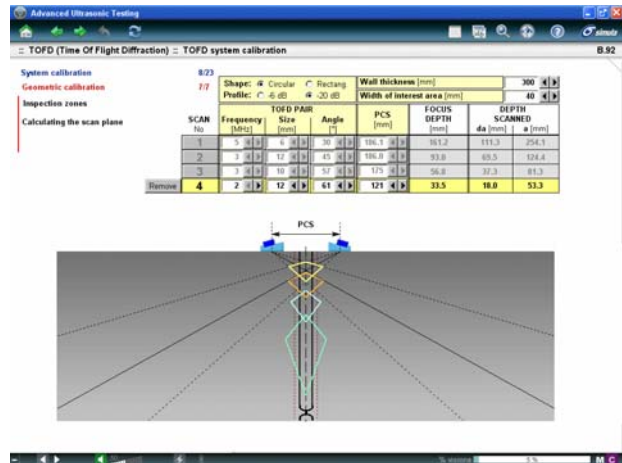 Advanced Ultrasonic Testing
:: TOFD (Time Of Flight Diffraction) :: TOFD system calibration B.92
System calibration 8/23
Geometric calibration 7/7
Inspection zones
Calculating the scan plane
Shape: Circular Rectang Wall thickness [mm] 300
Profile: -6 dB -20 dB Width of interest area [mm] 40
SCAN No TOFD PAIR Frequency [MHz] Size [mm] Angle [°] PCS [mm] FOCUS DEPTH [mm] DEPTH SCANNED da [mm] a [mm]
1 5 6 30 186.1 161.2 111.3 254.1
2 3 12 45 186.0 93.8 69.5 124.4
3 3 10 57 175 56.8 37.3 81.3
Remove 4 2 12 61 121 33.5 18.0 53.3
PCS
5 %
M C